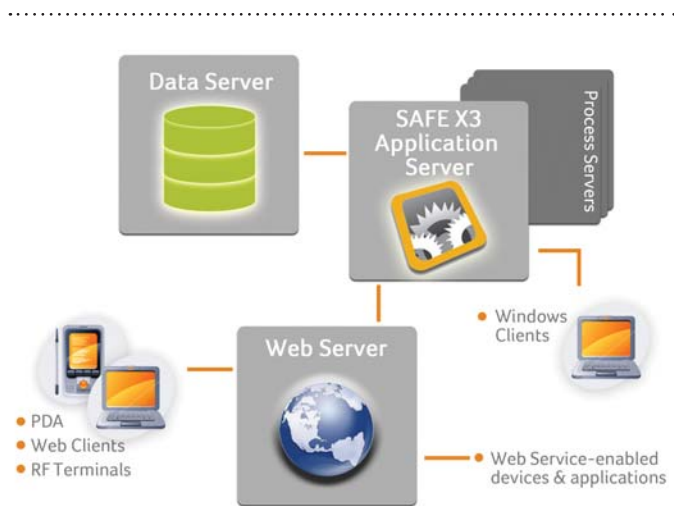 Data Server
SAFE X3
Application
Server
Process Servers
• Windows
Clients
Web Server
• PDA
• Web Clients
• RF Terminals
• Web Service-enabled
devices & applications